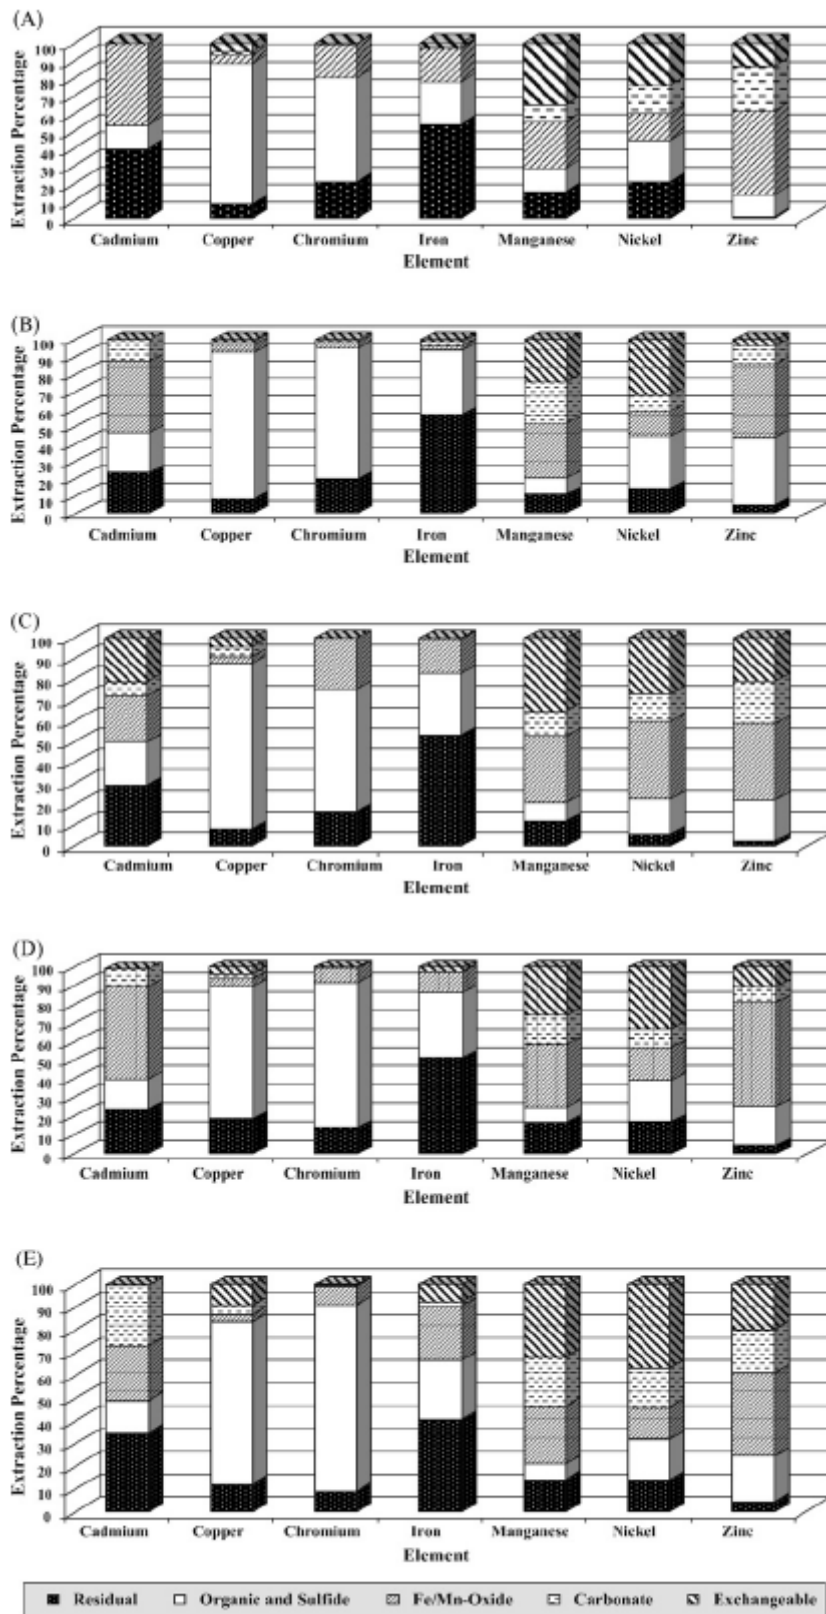 (A)
Extraction Percentage
100
90
80
70
60
50
40
30
20
10
0
Cadmium Copper Chromium Iron Manganese Nickel Zinc
Element
(B)
Extraction Percentage
100
90
80
70
60
50
40
30
20
10
0
Cadmium Copper Chromium Iron Manganese Nickel Zinc
Element
(C)
Extraction Percentage
100
90
80
70
60
50
40
30
20
10
0
Cadmium Copper Chromium Iron Manganese Nickel Zinc
Element
(D)
Extraction Percentage
100
90
80
70
60
50
40
30
20
10
0
Cadmium Copper Chromium Iron Manganese Nickel Zinc
Element
(E)
Extraction Percentage
100
90
80
70
60
50
40
30
20
10
0
Cadmium Copper Chromium Iron Manganese Nickel Zinc
Element
Residual Organic and Sulfide Fe/Mn-Oxide Carbonate Exchangeable